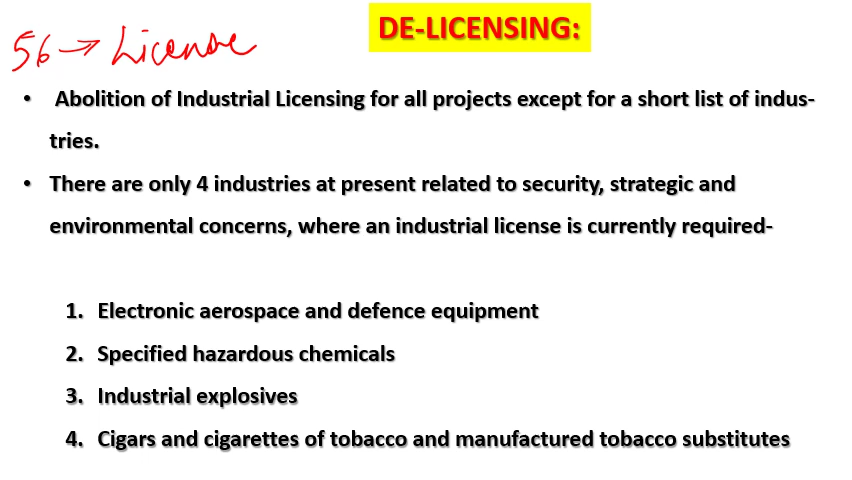 56 → License
DE-LICENSING:
• Abolition of Industrial Licensing for all projects except for a short list of indus-
tries.
• There are only 4 industries at present related to security, strategic and
environmental concerns, where an industrial license is currently required-
1. Electronic aerospace and defence equipment
2. Specified hazardous chemicals
3. Industrial explosives
4. Cigars and cigarettes of tobacco and manufactured tobacco substitutes